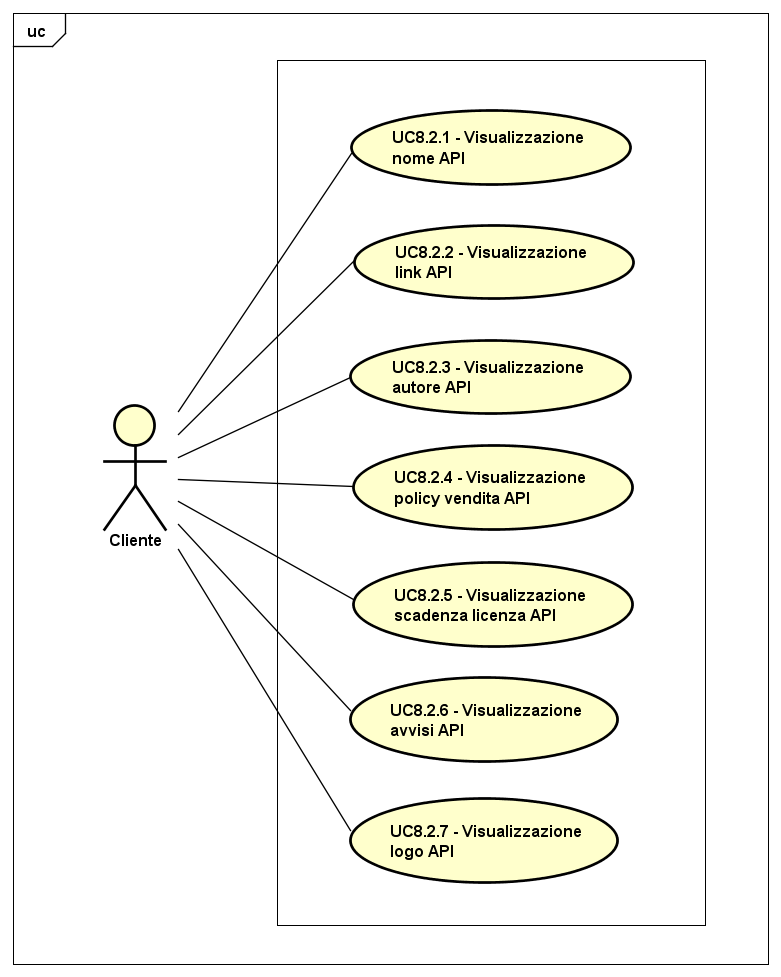 uc
UC8.2.1 - Visualizzazione
nome API
UC8.2.2 - Visualizzazione
link API
UC8.2.3 - Visualizzazione
autore API
UC8.2.4 - Visualizzazione
policy vendita API
Cliente
UC8.2.5 - Visualizzazione
scadenza licenza API
UC8.2.6 - Visualizzazione
avvisi API
UC8.2.7 - Visualizzazione
logo API